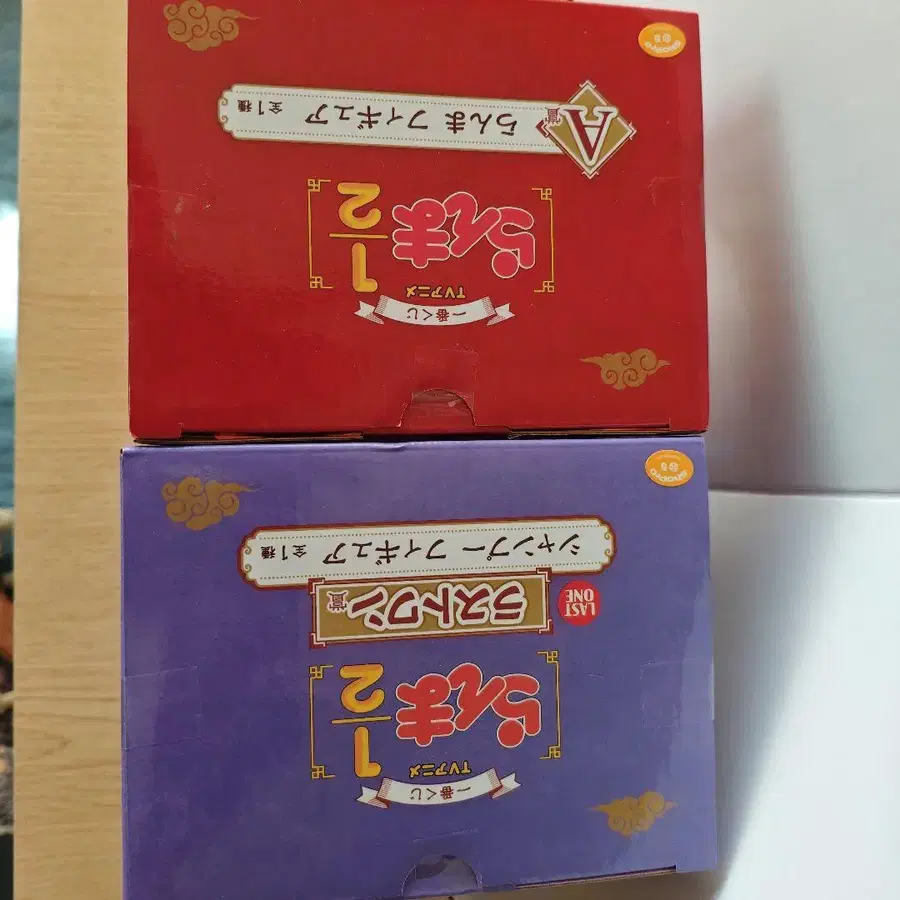 一番くじ
TVアニメ
らんま1/2
A賞
らんま フィギュア 全1種
一番くじ
TVアニメ
らんま1/2
LAST ONE
ラストワン賞
シャンプー フィギュア 全1種